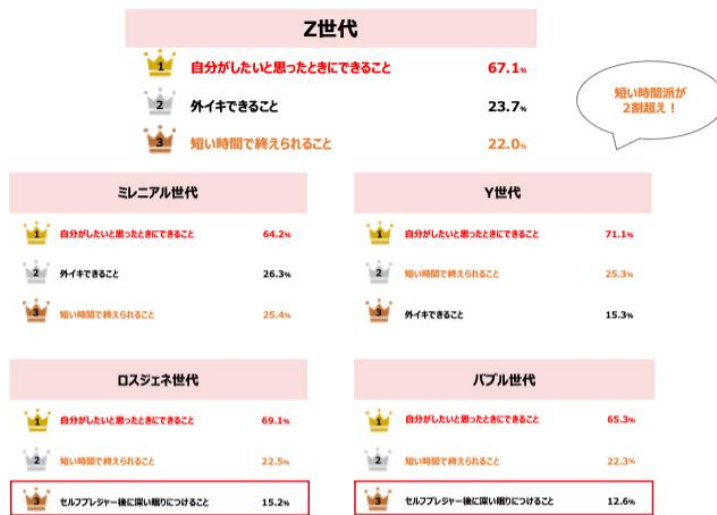 Z世代
1 自分がしたいと思ったときにできること 67.1%
2 外イキできること 23.7%
3 短い時間で終えられること 22.0%
短い時間派が
2割超え！
ミレニアル世代
1 自分がしたいと思ったときにできること 64.2%
2 外イキできること 26.3%
3 短い時間で終えられること 25.4%
Y世代
1 自分がしたいと思ったときにできること 71.1%
2 短い時間で終えられること 25.3%
3 外イキできること 15.3%
ロスジェネ世代
1 自分がしたいと思ったときにできること 69.1%
2 短い時間で終えられること 22.5%
3 セルフプレジャー後に深い眠りにつけること 15.2%
バブル世代
1 自分がしたいと思ったときにできること 65.3%
2 短い時間で終えられること 22.3%
3 セルフプレジャー後に深い眠りにつけること 12.6%